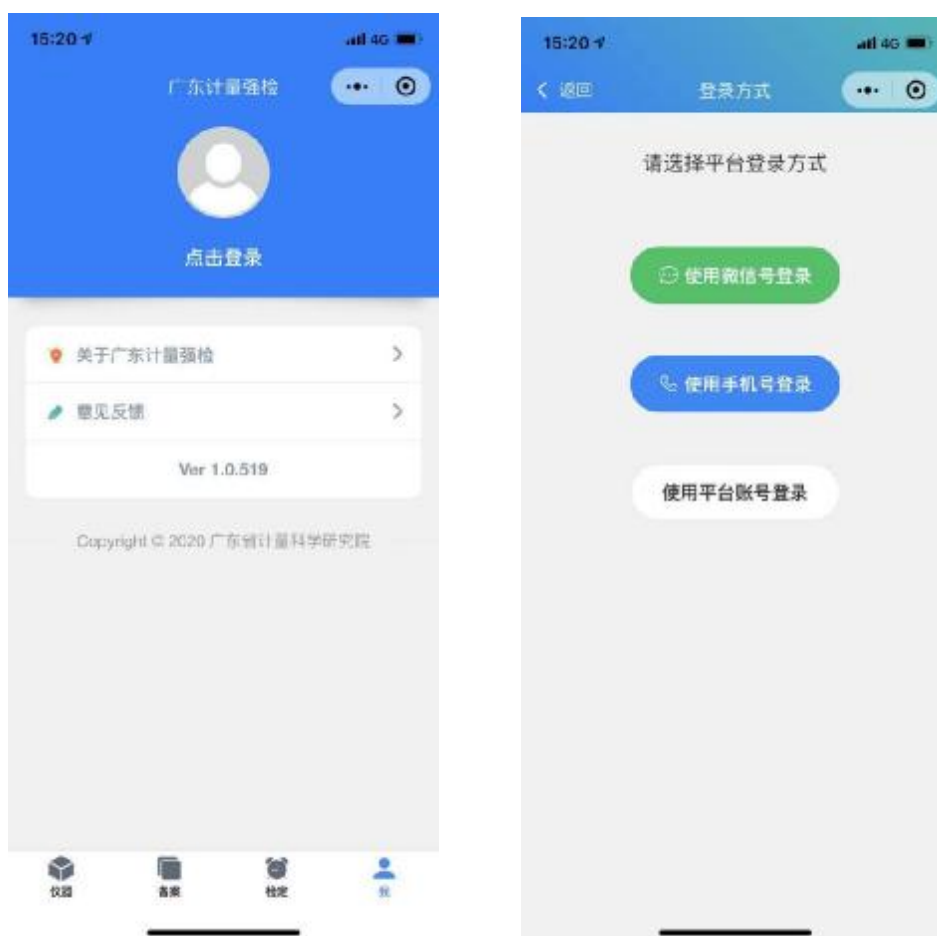 15:20
4G
广东计量强检
点击登录
关于广东计量强检
意见反馈
Ver 1.0.519
Copyright © 2020 广东省计量科学研究院
仪器
备案
检定
我
15:20
4G
返回
登录方式
请选择平台登录方式
使用微信号登录
使用手机号登录
使用平台账号登录